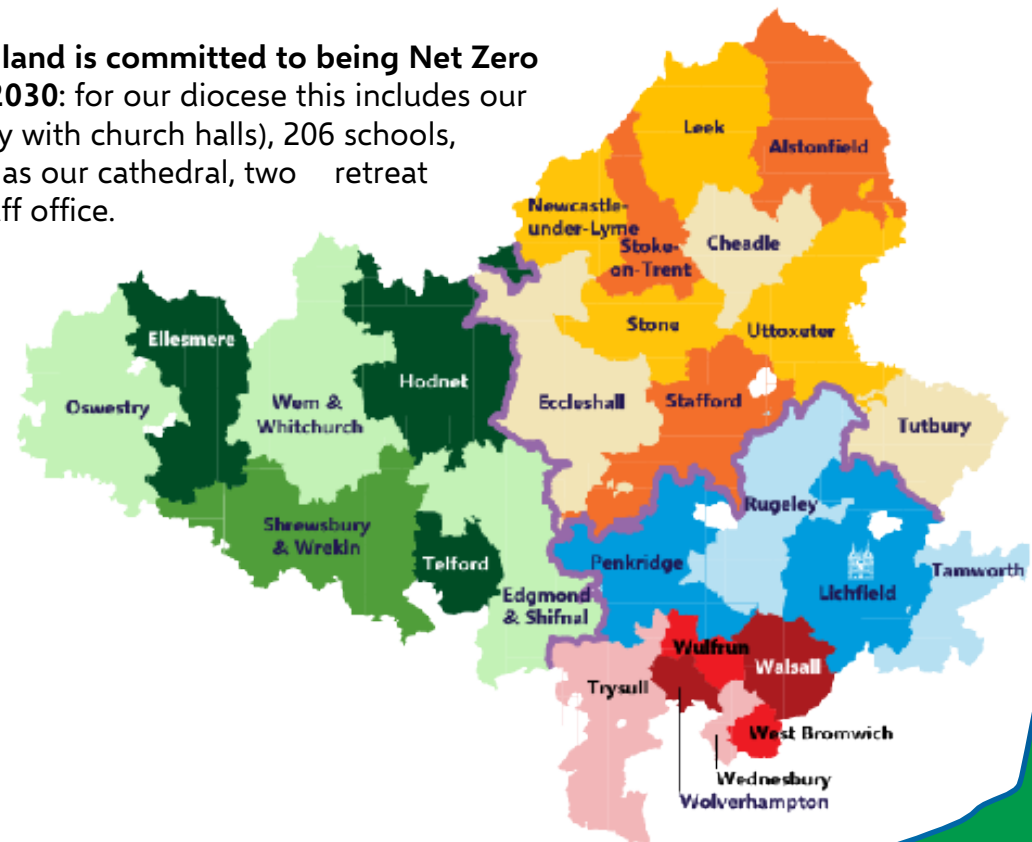 land is committed to being Net Zero
2030: for our diocese this includes our
y with church halls), 206 schools,
as our cathedral, two retreat
ff office.
Leek
Alstonfield
Newcastle-
under-Lyme
Stoke-
on-Trent
Cheadle
Stone
Uttoxeter
Ellesmere
Oswestry
Wem &
Whitchurch
Hodnet
Eccleshall
Stafford
Tutbury
Rugeley
Shrewsbury
& Wrekin
Telford
Penkridge
Edgmond
& Shifnal
Lichfield
Tamworth
Wulfrun
Walsall
Trysull
West Bromwich
Wednesbury
Wolverhampton